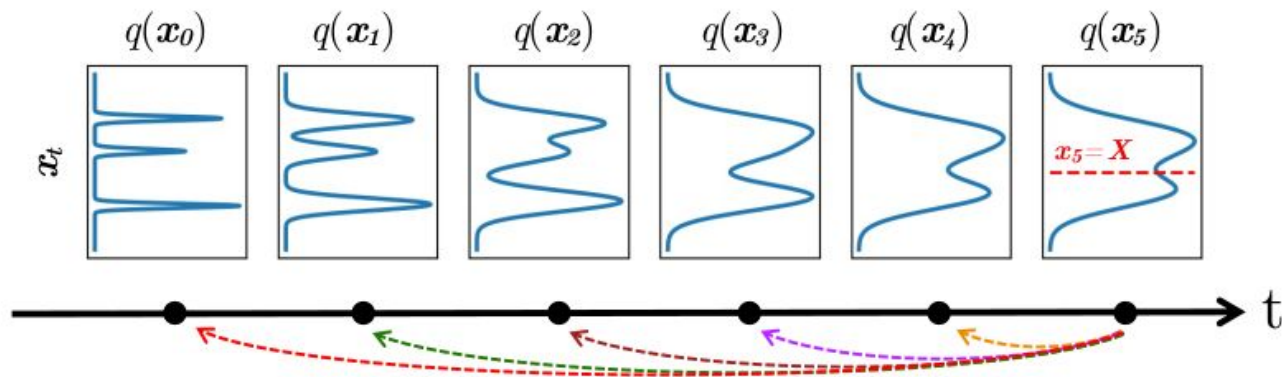 q(x₀) q(x₁) q(x₂) q(x₃) q(x₄) q(x₅)
xₜ
x₅= X
t